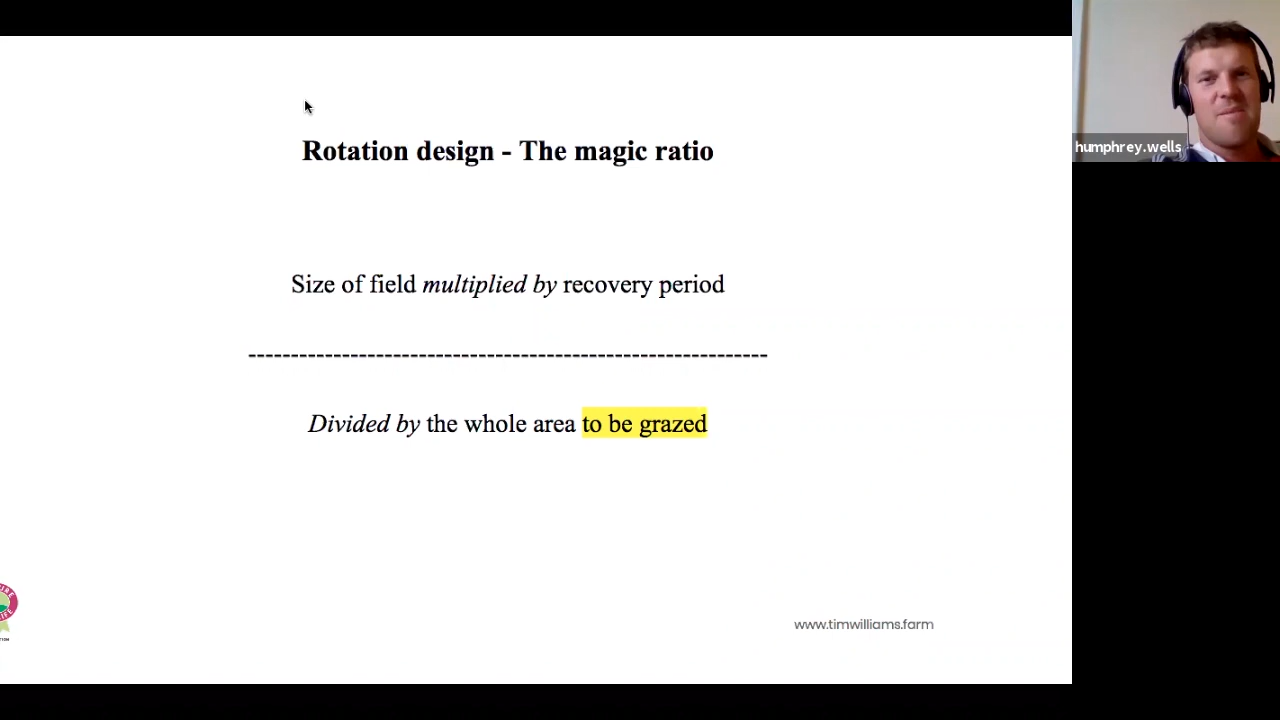 Rotation design - The magic ratio
Size of field multiplied by recovery period
-------------------------------------------------------------
Divided by the whole area to be grazed
www.timwilliams.farm
humphrey.wells